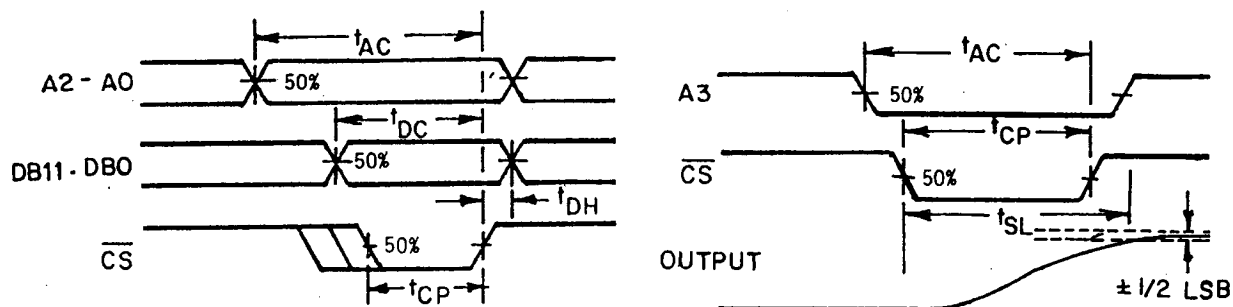 tAC
A2 - A0
50%
tDC
DB11 . DB0
50%
tDH
CS
50%
tCP
tAC
A3
50%
tCP
CS
50%
tSL
OUTPUT
± 1/2 LSB